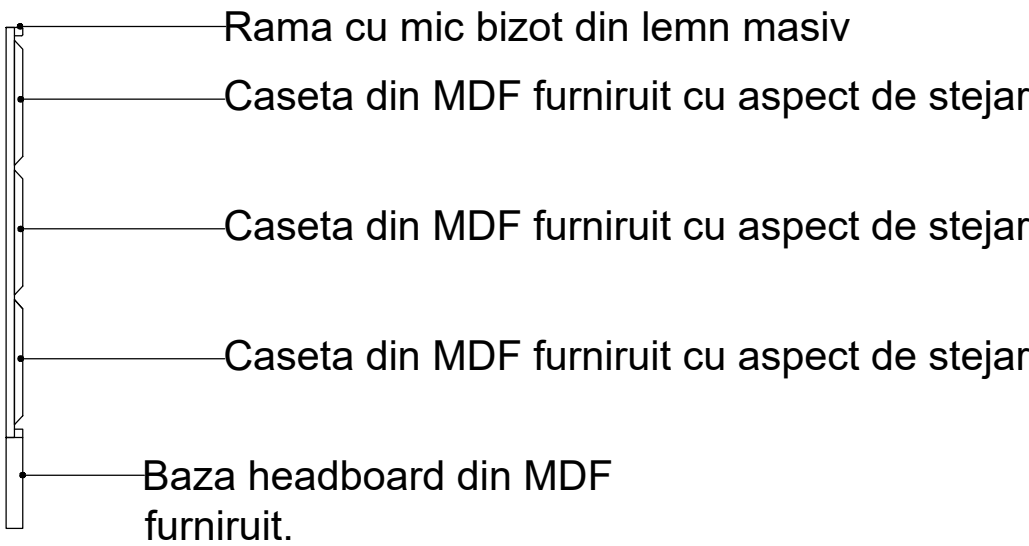 Rama cu mic bizot din lemn masiv
Caseta din MDF furniruit cu aspect de stejar
Caseta din MDF furniruit cu aspect de stejar
Caseta din MDF furniruit cu aspect de stejar
Baza headboard din MDF
furniruit.